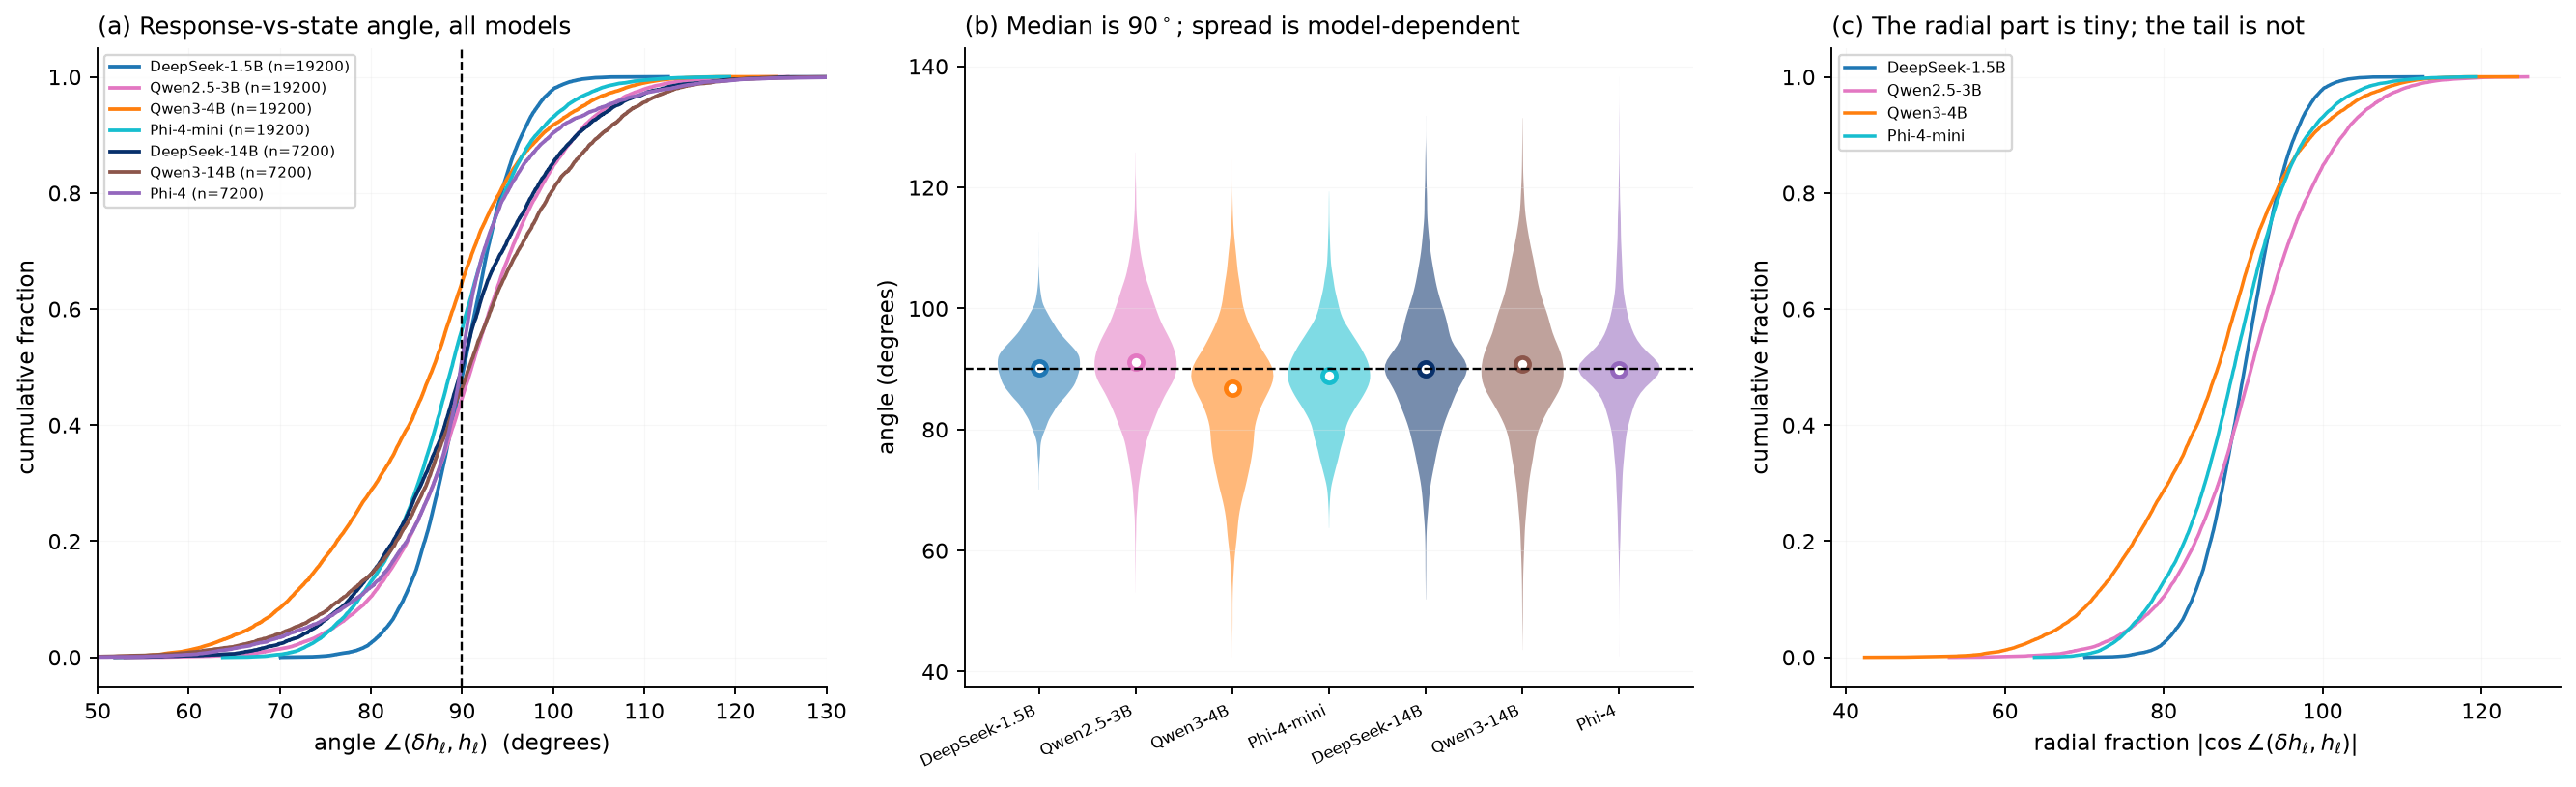 (a) Response-vs-state angle, all models
DeepSeek-1.5B (n=19200)
Qwen2.5-3B (n=19200)
Qwen3-4B (n=19200)
Phi-4-mini (n=19200)
DeepSeek-14B (n=7200)
Qwen3-14B (n=7200)
Phi-4 (n=7200)
1.0
0.8
0.6
0.4
0.2
0.0
cumulative fraction
50 60 70 80 90 100 110 120 130
angle ∠(δhℓ, hℓ) (degrees)
(b) Median is 90°; spread is model-dependent
140
120
100
80
60
40
angle (degrees)
DeepSeek-1.5B
Qwen2.5-3B
Qwen3-4B
Phi-4-mini
DeepSeek-14B
Qwen3-14B
Phi-4
(c) The radial part is tiny; the tail is not
DeepSeek-1.5B
Qwen2.5-3B
Qwen3-4B
Phi-4-mini
1.0
0.8
0.6
0.4
0.2
0.0
cumulative fraction
40 60 80 100 120
radial fraction |cos ∠(δhℓ, hℓ)|